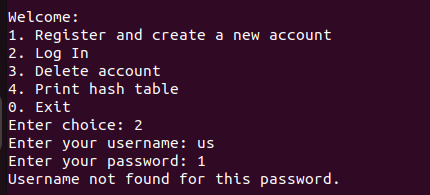 Welcome:
1. Register and create a new account
2. Log In
3. Delete account
4. Print hash table
0. Exit
Enter choice: 2
Enter your username: us
Enter your password: 1
Username not found for this password.